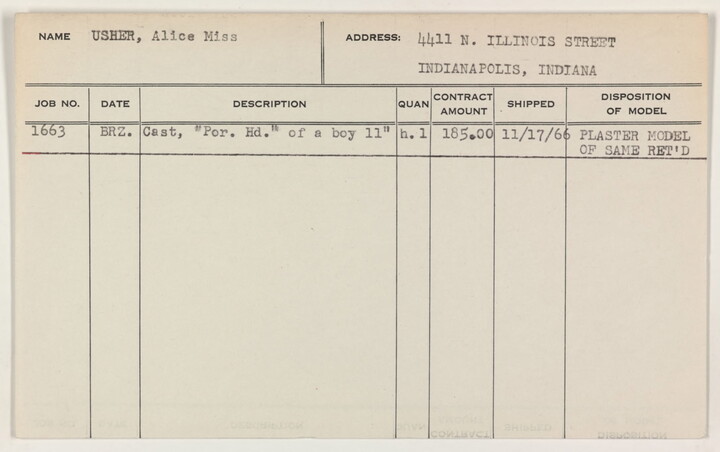 NAME USHER, Alice Miss ADDRESS: 4411 N. ILLINOIS STREET
INDIANAPOLIS, INDIANA
JOB NO. DATE DESCRIPTION QUAN CONTRACT AMOUNT SHIPPED DISPOSITION OF MODEL
1663 BRZ. Cast, "Por. Hd." of a boy 11" h. 1 185.00 11/17/66 PLASTER MODEL
OF SAME RET'D